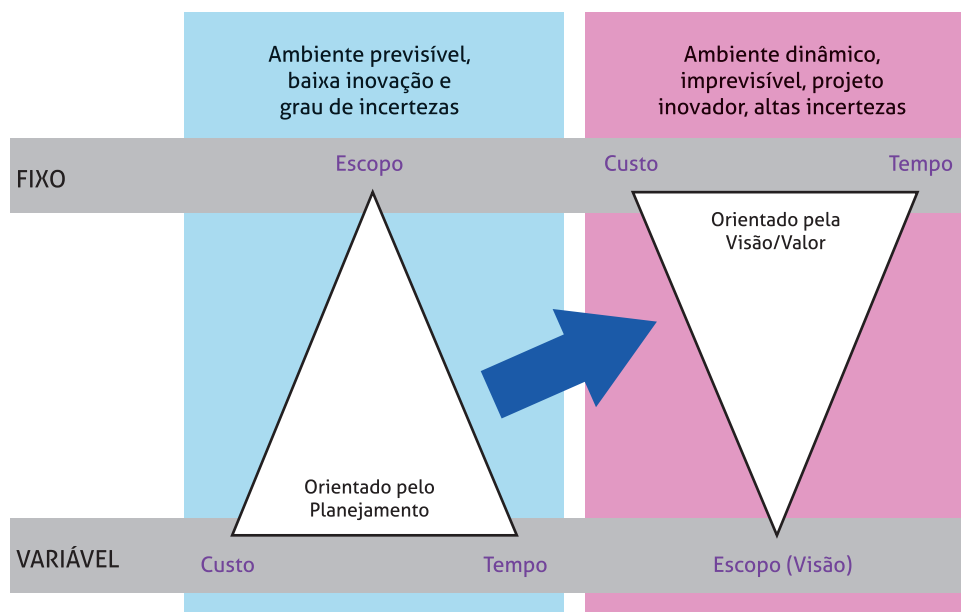 Ambiente previsível,
baixa inovação e
grau de incertezas
Ambiente dinâmico,
imprevisível, projeto
inovador, altas incertezas
FIXO
Escopo
Custo
Tempo
Orientado pela
Visão/Valor
Orientado pelo
Planejamento
VARIÁVEL
Custo
Tempo
Escopo (Visão)